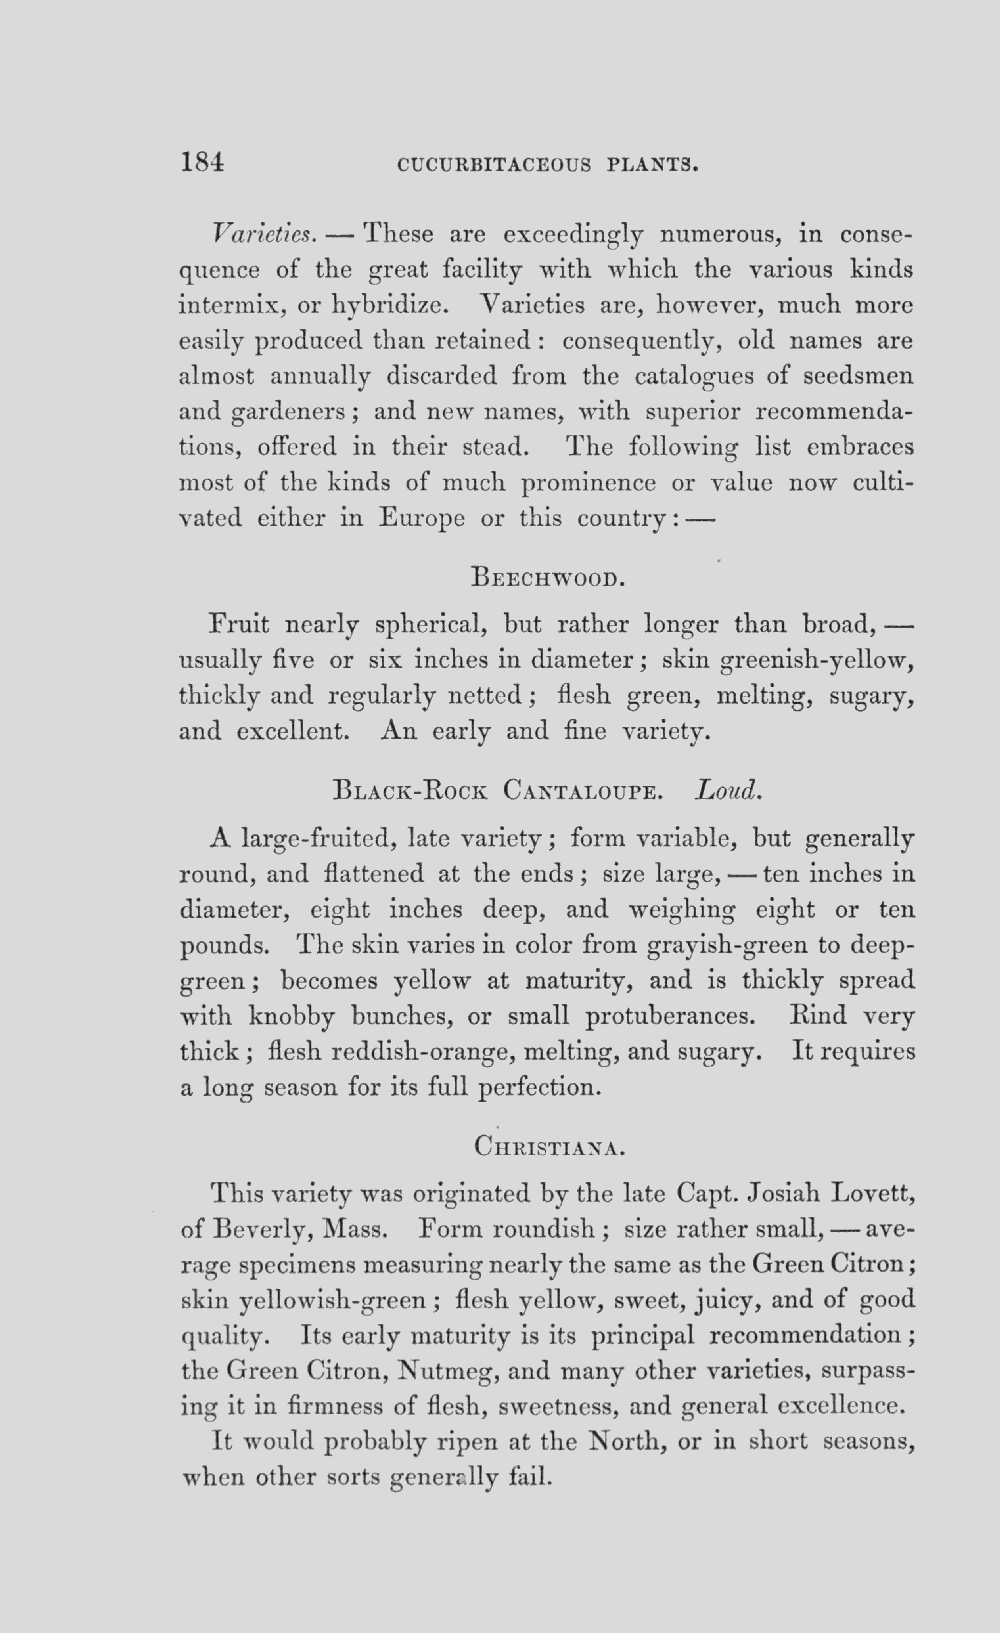 184 CUCURBITACEOUS PLANTS.
Varieties. — These are exceedingly numerous, in conse-
quence of the great facility with which the various kinds
intermix, or hybridize. Varieties are, however, much more
easily produced than retained : consequently, old names are
almost annually discarded from the catalogues of seedsmen
and gardeners ; and new names, with superior recommenda-
tions, offered in their stead. The following list embraces
most of the kinds of much prominence or value now culti-
vated either in Europe or this country : —
BEECHWOOD.
Fruit nearly spherical, but rather longer than broad, —
usually five or six inches in diameter ; skin greenish-yellow,
thickly and regularly netted ; flesh green, melting, sugary,
and excellent. An early and fine variety.
BLACK-ROCK CANTALOUPE. Loud.
A large-fruited, late variety ; form variable, but generally
round, and flattened at the ends ; size large, — ten inches in
diameter, eight inches deep, and weighing eight or ten
pounds. The skin varies in color from grayish-green to deep-
green ; becomes yellow at maturity, and is thickly spread
with knobby bunches, or small protuberances. Rind very
thick ; flesh reddish-orange, melting, and sugary. It requires
a long season for its full perfection.
CHRISTIANA.
This variety was originated by the late Capt. Josiah Lovett,
of Beverly, Mass. Form roundish ; size rather small, — ave-
rage specimens measuring nearly the same as the Green Citron ;
skin yellowish-green ; flesh yellow, sweet, juicy, and of good
quality. Its early maturity is its principal recommendation ;
the Green Citron, Nutmeg, and many other varieties, surpass-
ing it in firmness of flesh, sweetness, and general excellence.
It would probably ripen at the North, or in short seasons,
when other sorts generally fail.